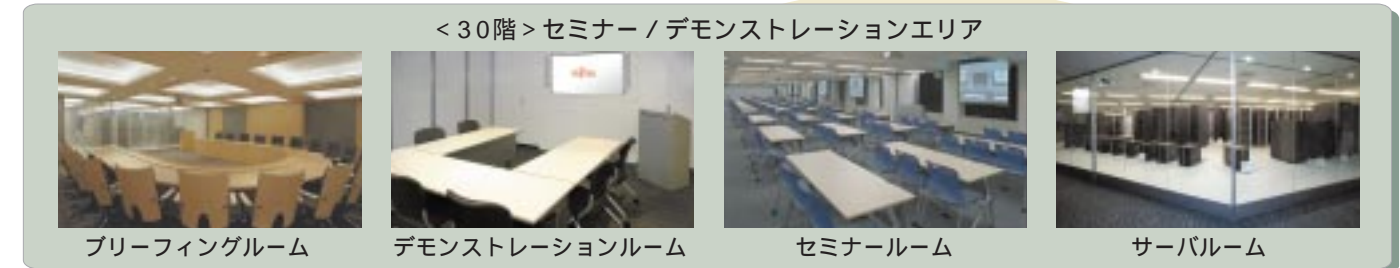 <30階>セミナー/デモンストレーションエリア
ブリーフィングルーム
デモンストレーションルーム
セミナールーム
サーバルーム